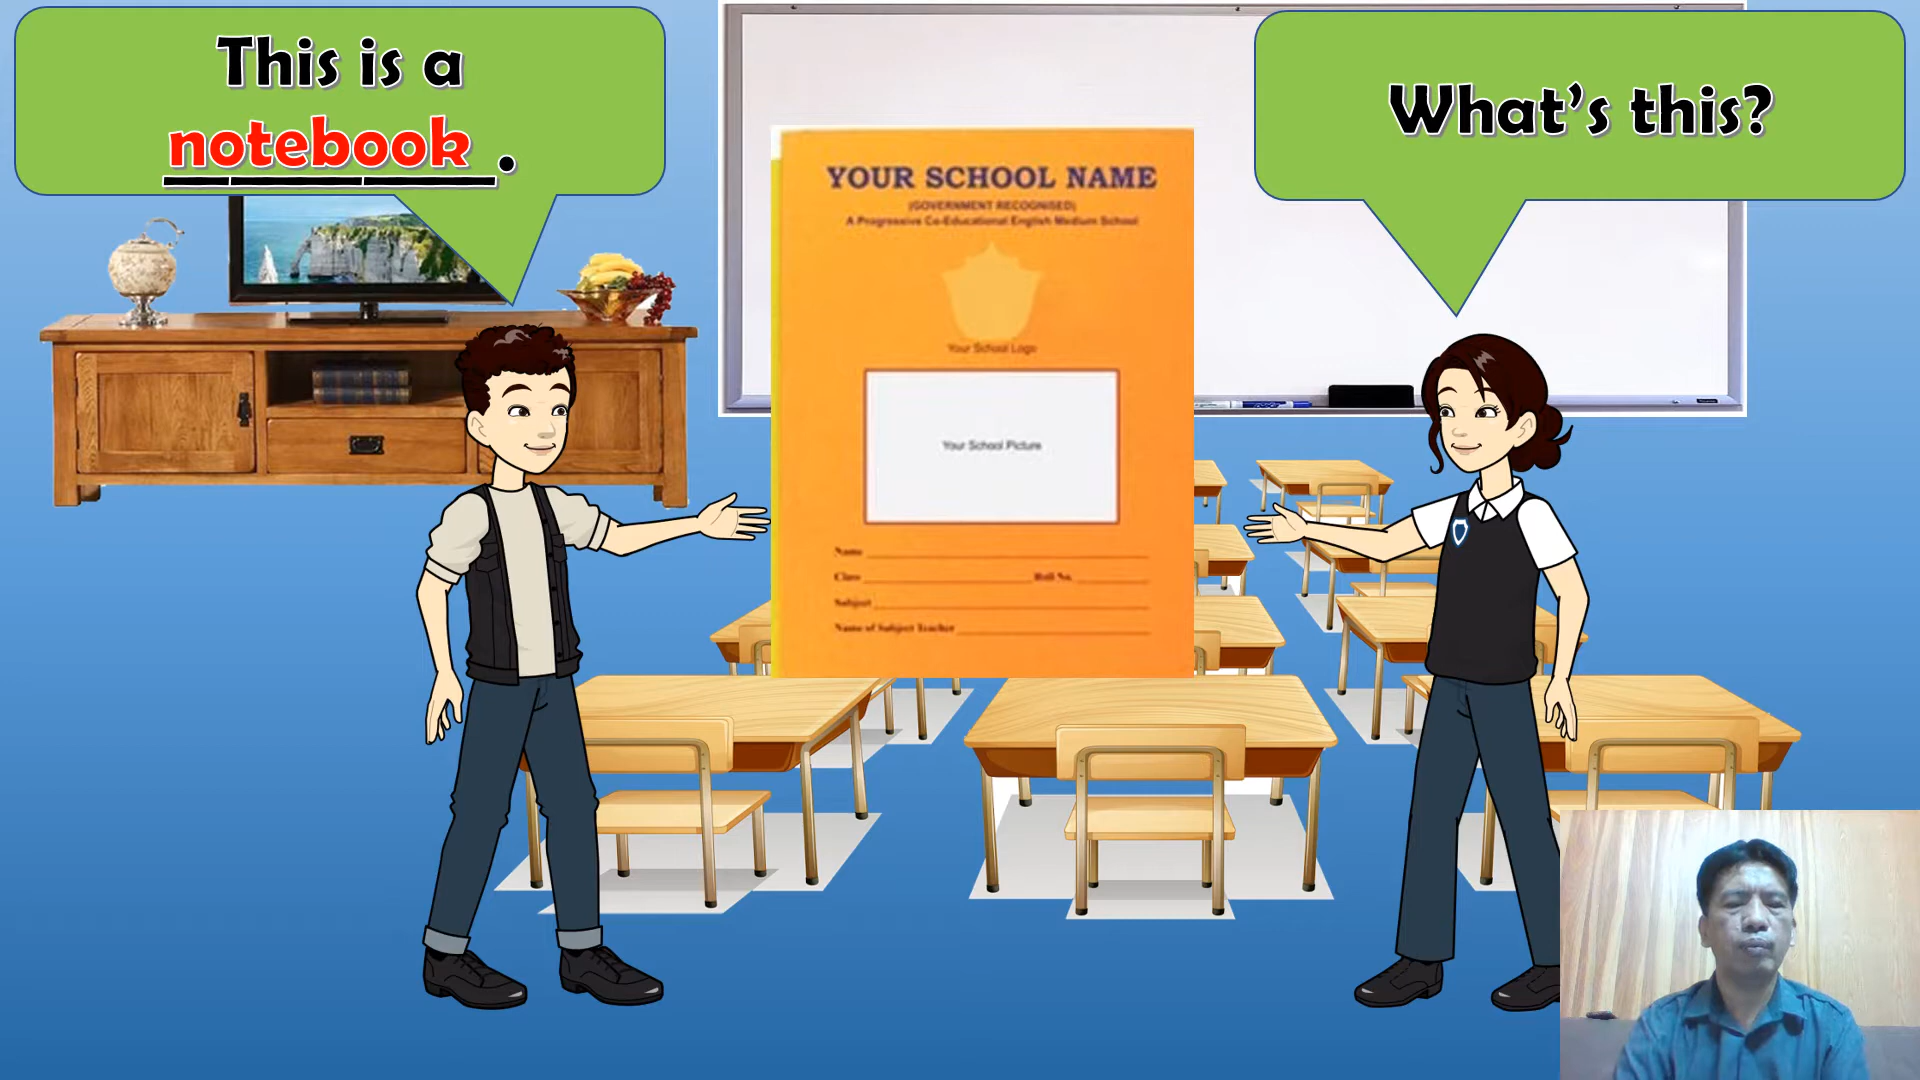 This is a
notebook.
What's this?
YOUR SCHOOL NAME
(GOVERNMENT RECOGNISED)
A Progressive Co-Educational English Medium School
Your School Logo
Your School Picture
Name
Class Roll No.
Subject
Name of Subject Teacher